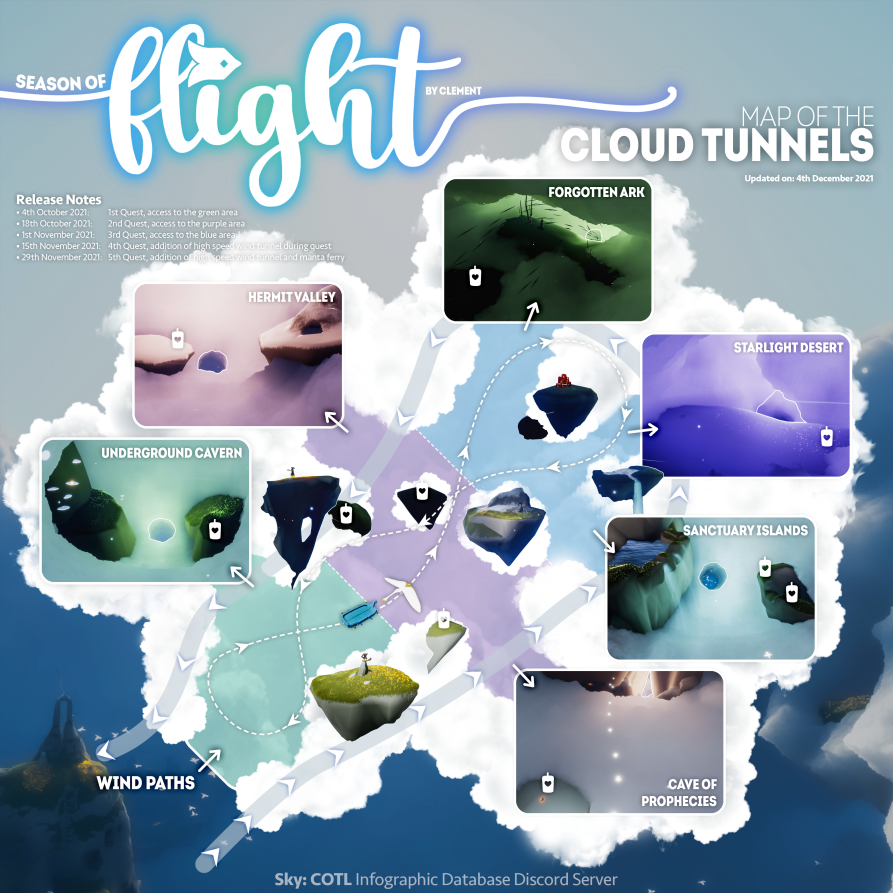 SEASON OF
flight
BY CLEMENT
MAP OF THE
CLOUD TUNNELS
Updated on: 4th December 2021
Release Notes
• 4th October 2021: 1st Quest, access to the green area
• 18th October 2021: 2nd Quest, access to the purple area
• 1st November 2021: 3rd Quest, access to the blue area
• 15th November 2021: 4th Quest, addition of high speed wind tunnel during quest
• 29th November 2021: 5th Quest, addition of high speed wind tunnel and manta ferry
FORGOTTEN ARK
HERMIT VALLEY
STARLIGHT DESERT
UNDERGROUND CAVERN
SANCTUARY ISLANDS
WIND PATHS
CAVE OF
PROPHECIES
Sky: COTL Infographic Database Discord Server